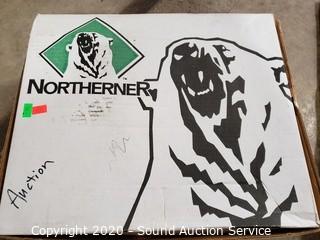 NORTHERNER
Auction
Copyright 2020 - Sound Auction Service